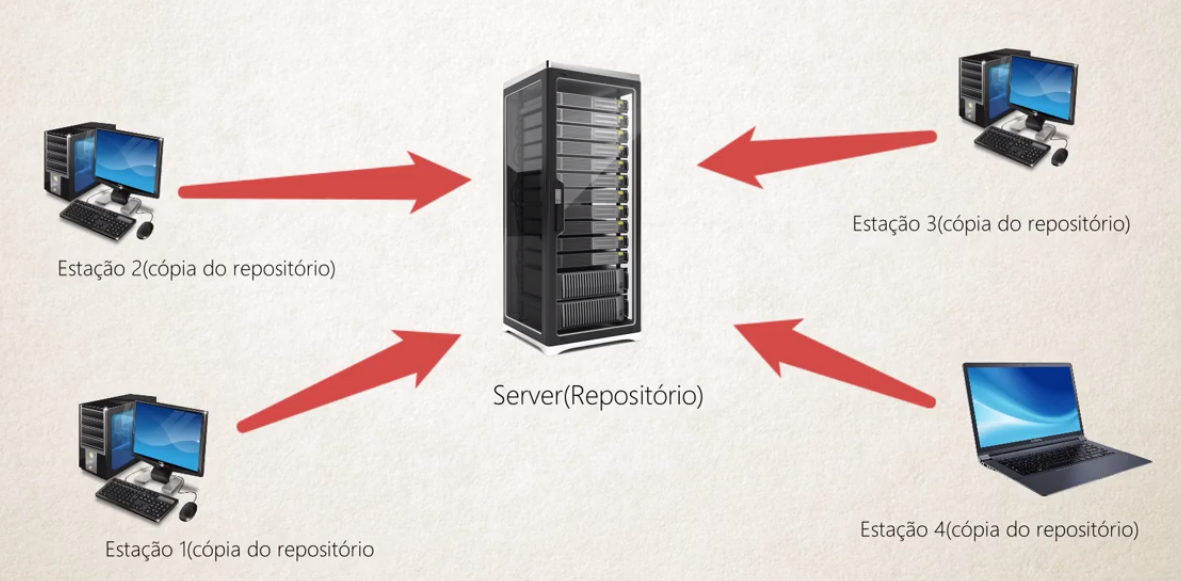 Estação 3(cópia do repositório)
Estação 2(cópia do repositório)
Server(Repositório)
Estação 4(cópia do repositório)
Estação 1(cópia do repositório